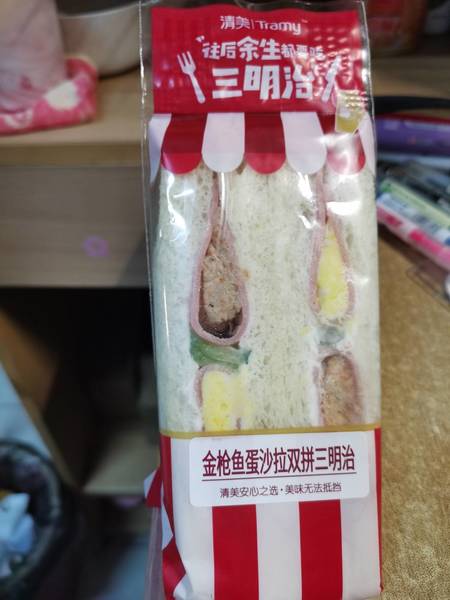 清美 Tramy
往后余生都要吃
三明治
金枪鱼蛋沙拉双拼三明治
清美安心之选·美味无法抵挡